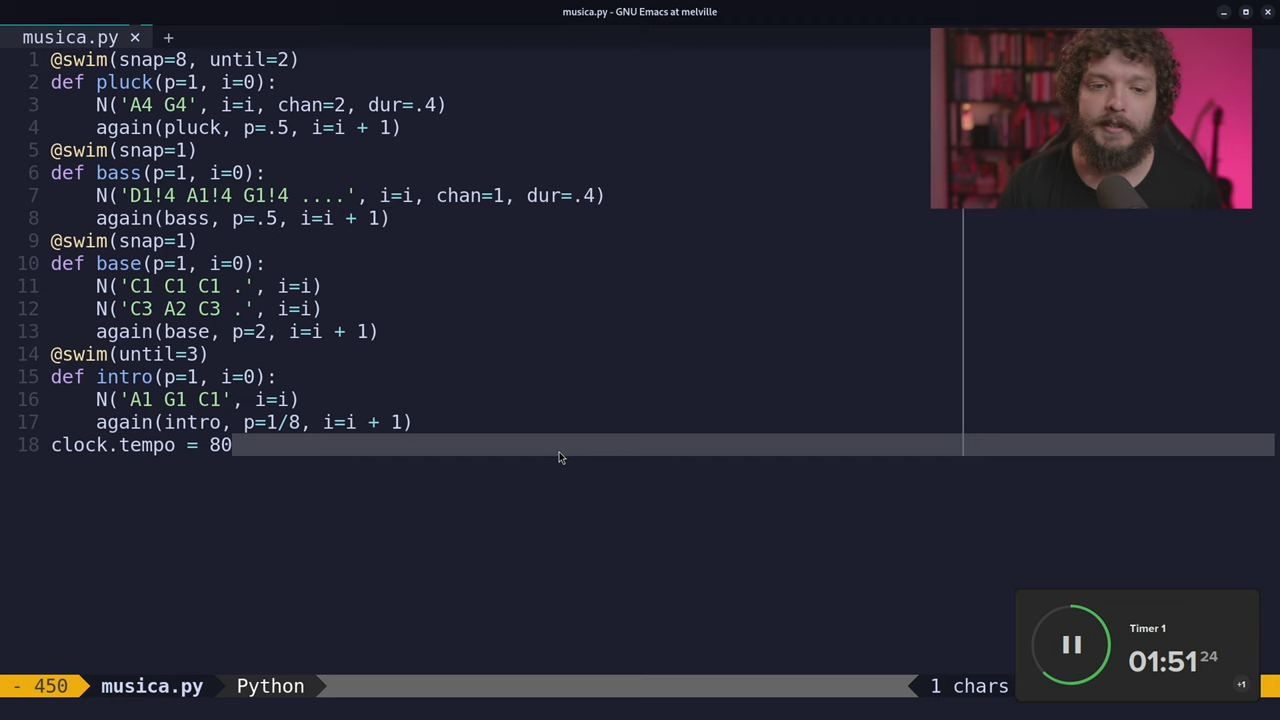 musica.py - GNU Emacs at melville
musica.py × +
1 @swim(snap=8, until=2)
2 def pluck(p=1, i=0):
3     N('A4 G4', i=i, chan=2, dur=.4)
4     again(pluck, p=.5, i=i + 1)
5 @swim(snap=1)
6 def bass(p=1, i=0):
7     N('D1!4 A1!4 G1!4 ....', i=i, chan=1, dur=.4)
8     again(bass, p=.5, i=i + 1)
9 @swim(snap=1)
10 def base(p=1, i=0):
11     N('C1 C1 C1 .', i=i)
12     N('C3 A2 C3 .', i=i)
13     again(base, p=2, i=i + 1)
14 @swim(until=3)
15 def intro(p=1, i=0):
16     N('A1 G1 C1', i=i)
17     again(intro, p=1/8, i=i + 1)
18 clock.tempo = 80
Timer 1
01:51 24
+1
- 450 musica.py Python 1 chars